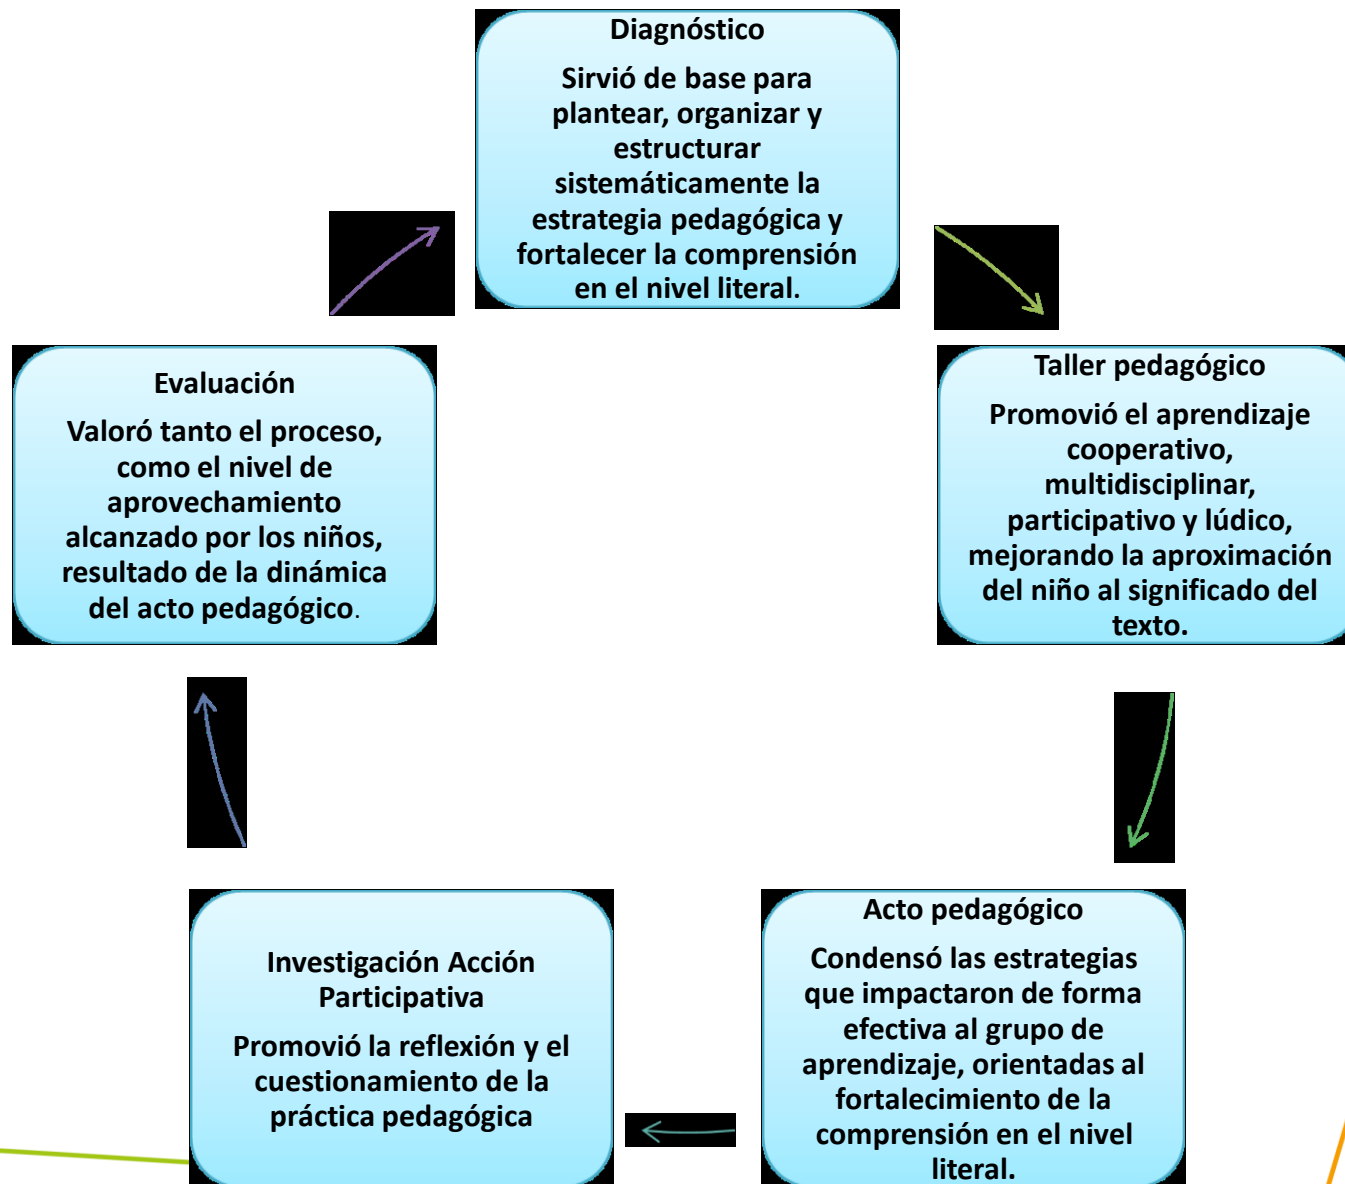 Diagnóstico
Sirvió de base para
plantear, organizar y
estructurar
sistemáticamente la
estrategia pedagógica y
fortalecer la comprensión
en el nivel literal.
Taller pedagógico
Promovió el aprendizaje
cooperativo,
multidisciplinar,
participativo y lúdico,
mejorando la aproximación
del niño al significado del
texto.
Acto pedagógico
Condensó las estrategias
que impactaron de forma
efectiva al grupo de
aprendizaje, orientadas al
fortalecimiento de la
comprensión en el nivel
literal.
Investigación Acción
Participativa
Promovió la reflexión y el
cuestionamiento de la
práctica pedagógica
Evaluación
Valoró tanto el proceso,
como el nivel de
aprovechamiento
alcanzado por los niños,
resultado de la dinámica
del acto pedagógico.